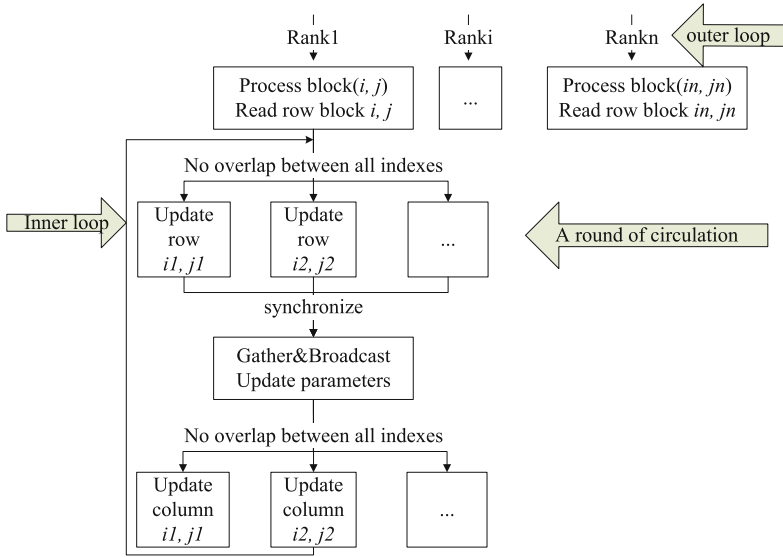 Rank1
Ranki
Rankn
outer loop
Process block(i, j)
Read row block i, j
...
Process block(in, jn)
Read row block in, jn
No overlap between all indexes
Inner loop
Update
row
i1, j1
Update
row
i2, j2
...
A round of circulation
synchronize
Gather&Broadcast
Update parameters
No overlap between all indexes
Update
column
i1, j1
Update
column
i2, j2
...